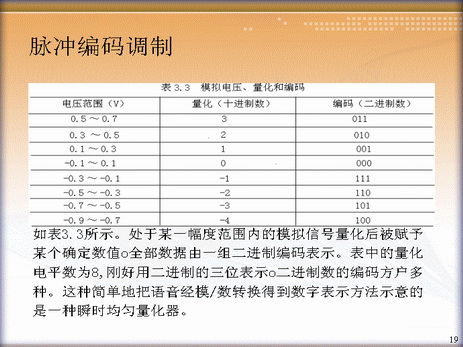 脉冲编码调制
表3.3 模拟电压、量化和编码
电压范围（V） 量化（十进制数） 编码（二进制数）
0.5～0.7 3 011
0.3～0.5 2 010
0.1～0.3 1 001
-0.1～0.1 0 000
-0.3～-0.1 -1 111
-0.5～-0.3 -2 110
-0.7～-0.5 -3 101
-0.9～-0.7 -4 100
如表3.3所示。处于某一幅度范围内的模拟信号量化后被赋予
某个确定数值o全部数据由一组二进制编码表示。表中的量化
电平数为8,刚好用二进制的三位表示o二进制数的编码方户多
种。这种简单地把语音经模/数转换得到数字表示方法示意的
是一种瞬时均匀量化器。
19